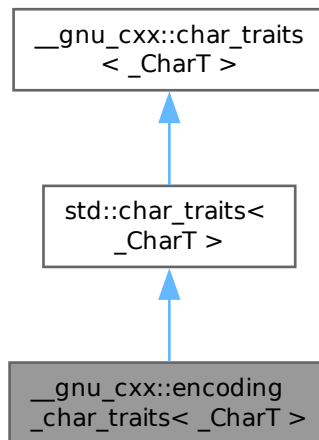 __gnu_cxx::char_traits
< _CharT >
std::char_traits<
_CharT >
__gnu_cxx::encoding
_char_traits< _CharT >